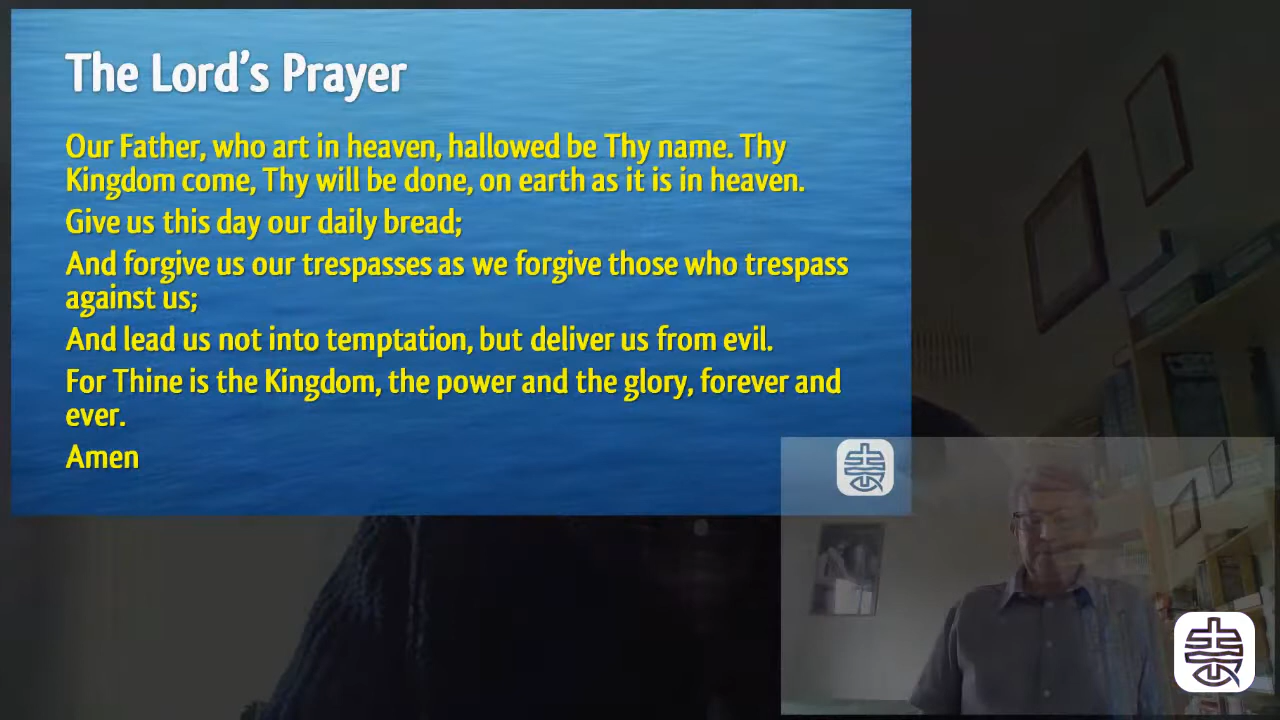 The Lord’s Prayer
Our Father, who art in heaven, hallowed be Thy name. Thy
Kingdom come, Thy will be done, on earth as it is in heaven.
Give us this day our daily bread;
And forgive us our trespasses as we forgive those who trespass
against us;
And lead us not into temptation, but deliver us from evil.
For Thine is the Kingdom, the power and the glory, forever and
ever.
Amen